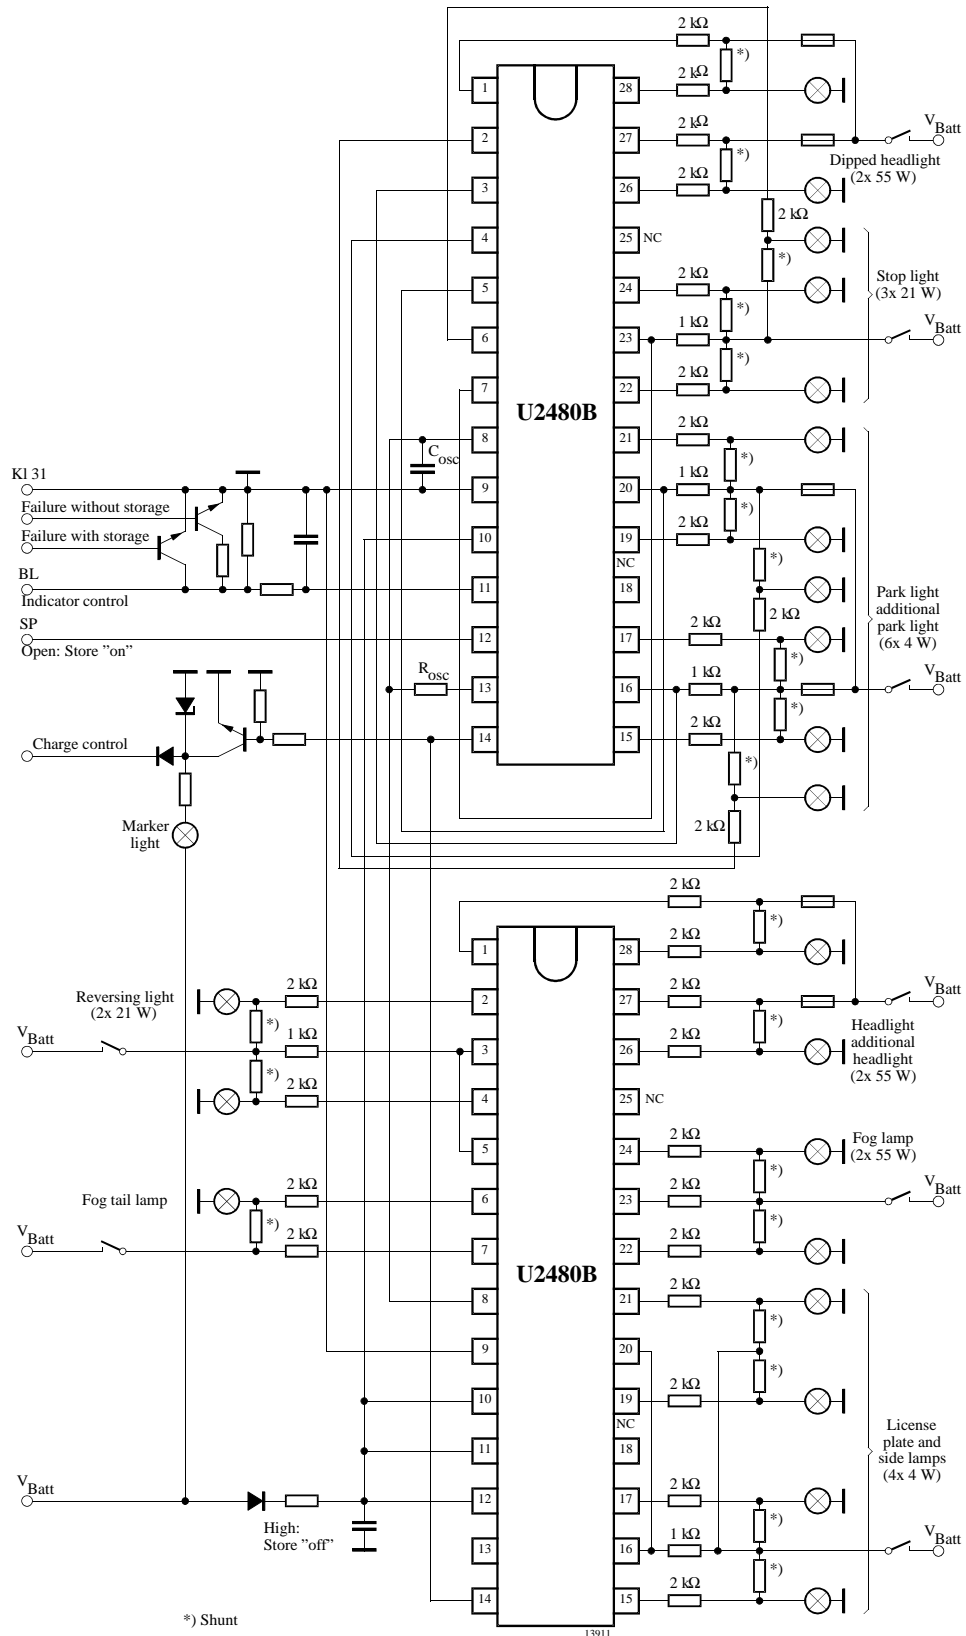 2 kΩ
*)
1
28
2 kΩ
V Batt
2
27
2 kΩ
*)
Dipped headlight
(2x 55 W)
3
26
2 kΩ
2 kΩ
4
25
NC
*)
Stop light
(3x 21 W)
5
24
2 kΩ
*)
V Batt
6
23
1 kΩ
*)
7
22
2 kΩ
U2480B
8
21
2 kΩ
C osc
*)
Kl 31
9
20
1 kΩ
Failure without storage
*)
Failure with storage
10
19
2 kΩ
NC
*)
BL
11
18
Indicator control
Park light
additional
park light
(6x 4 W)
2 kΩ
SP
12
17
2 kΩ
Open: Store ”on”
*)
R osc
13
16
1 kΩ
V Batt
*)
Charge control
14
15
2 kΩ
*)
Marker
light
2 kΩ
2 kΩ
*)
1
28
2 kΩ
Reversing light
(2x 21 W)
2 kΩ
2
27
2 kΩ
V Batt
*)
*)
Headlight
additional
headlight
(2x 55 W)
V Batt
1 kΩ
3
26
2 kΩ
*)
2 kΩ
4
25
NC
5
24
2 kΩ
Fog lamp
(2x 55 W)
*)
Fog tail lamp
2 kΩ
6
23
2 kΩ
V Batt
*)
*)
V Batt
2 kΩ
7
22
2 kΩ
U2480B
8
21
2 kΩ
*)
9
20
*)
10
19
2 kΩ
NC
11
18
License
plate and
side lamps
(4x 4 W)
V Batt
12
17
2 kΩ
High:
Store ”off”
*)
13
16
1 kΩ
V Batt
*)
14
15
2 kΩ
*) Shunt
13911